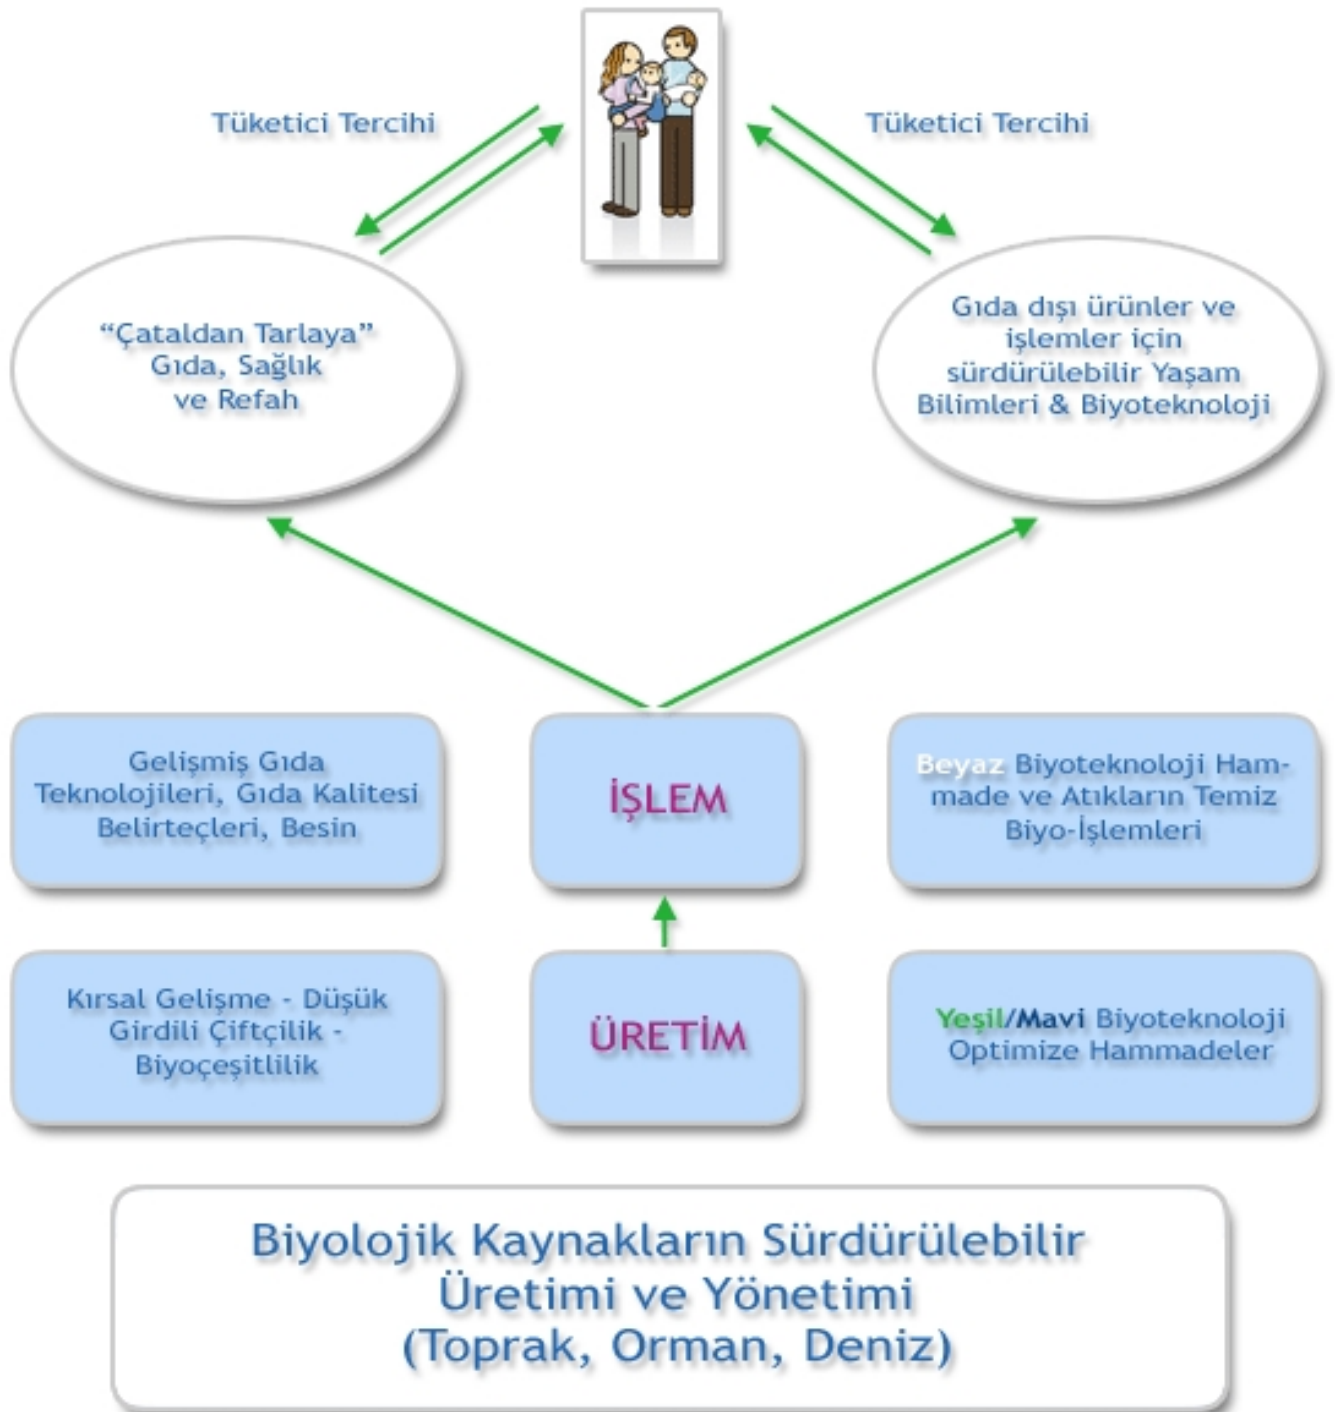 Tüketici Tercihi
Tüketici Tercihi
“Çataldan Tarlaya”
Gıda, Sağlık
ve Refah
Gıda dışı ürünler ve
işlemler için
sürdürülebilir Yaşam
Bilimleri & Biyoteknoloji
Gelişmiş Gıda
Teknolojileri, Gıda Kalitesi
Belirteçleri, Besin
İŞLEM
Beyaz Biyoteknoloji Ham-
made ve Atıkların Temiz
Biyo-İşlemleri
Kırsal Gelişme - Düşük
Girdili Çiftçilik -
Biyoçeşitlilik
ÜRETİM
Yeşil/Mavi Biyoteknoloji
Optimize Hammadeler
Biyolojik Kaynakların Sürdürülebilir
Üretimi ve Yönetimi
(Toprak, Orman, Deniz)